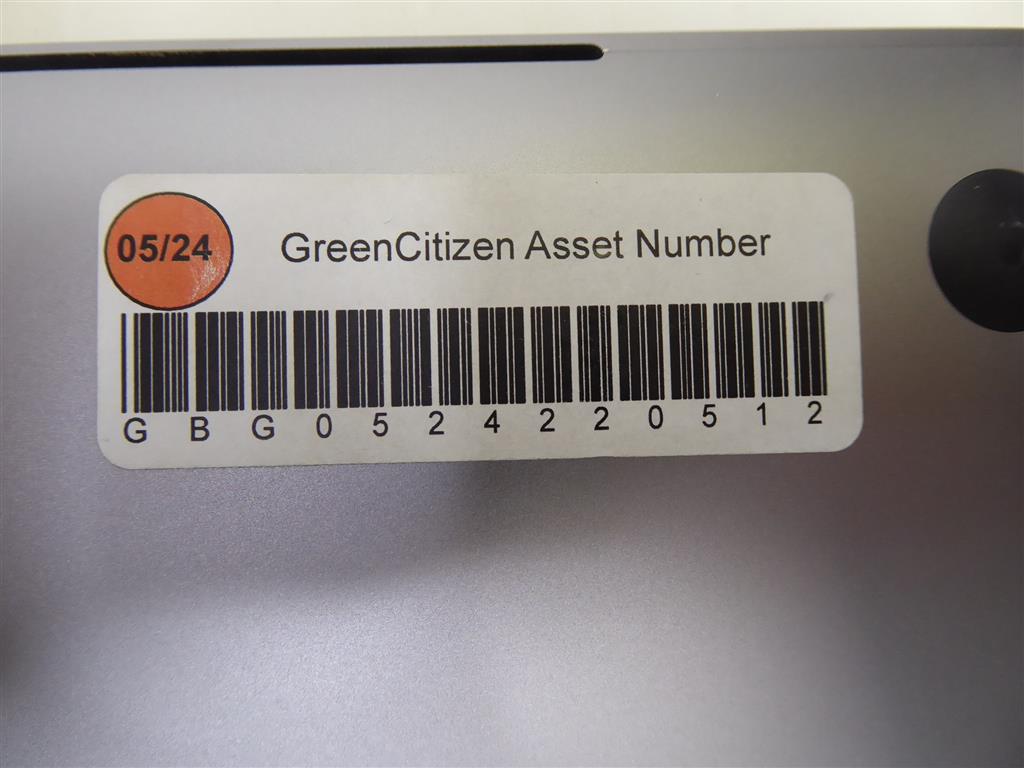 05/24
GreenCitizen Asset Number
G B G 0 5 2 4 2 2 0 5 1 2